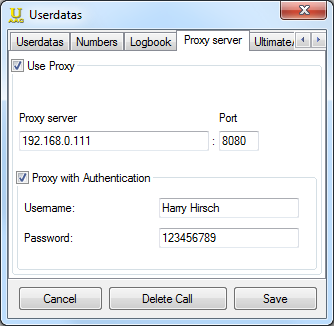 Userdatas
Userdatas Numbers Logbook Proxy server Ultimate
Use Proxy
Proxy server Port
192.168.0.111 : 8080
Proxy with Authentication
Username: Harry Hirsch
Password: 123456789
Cancel Delete Call Save